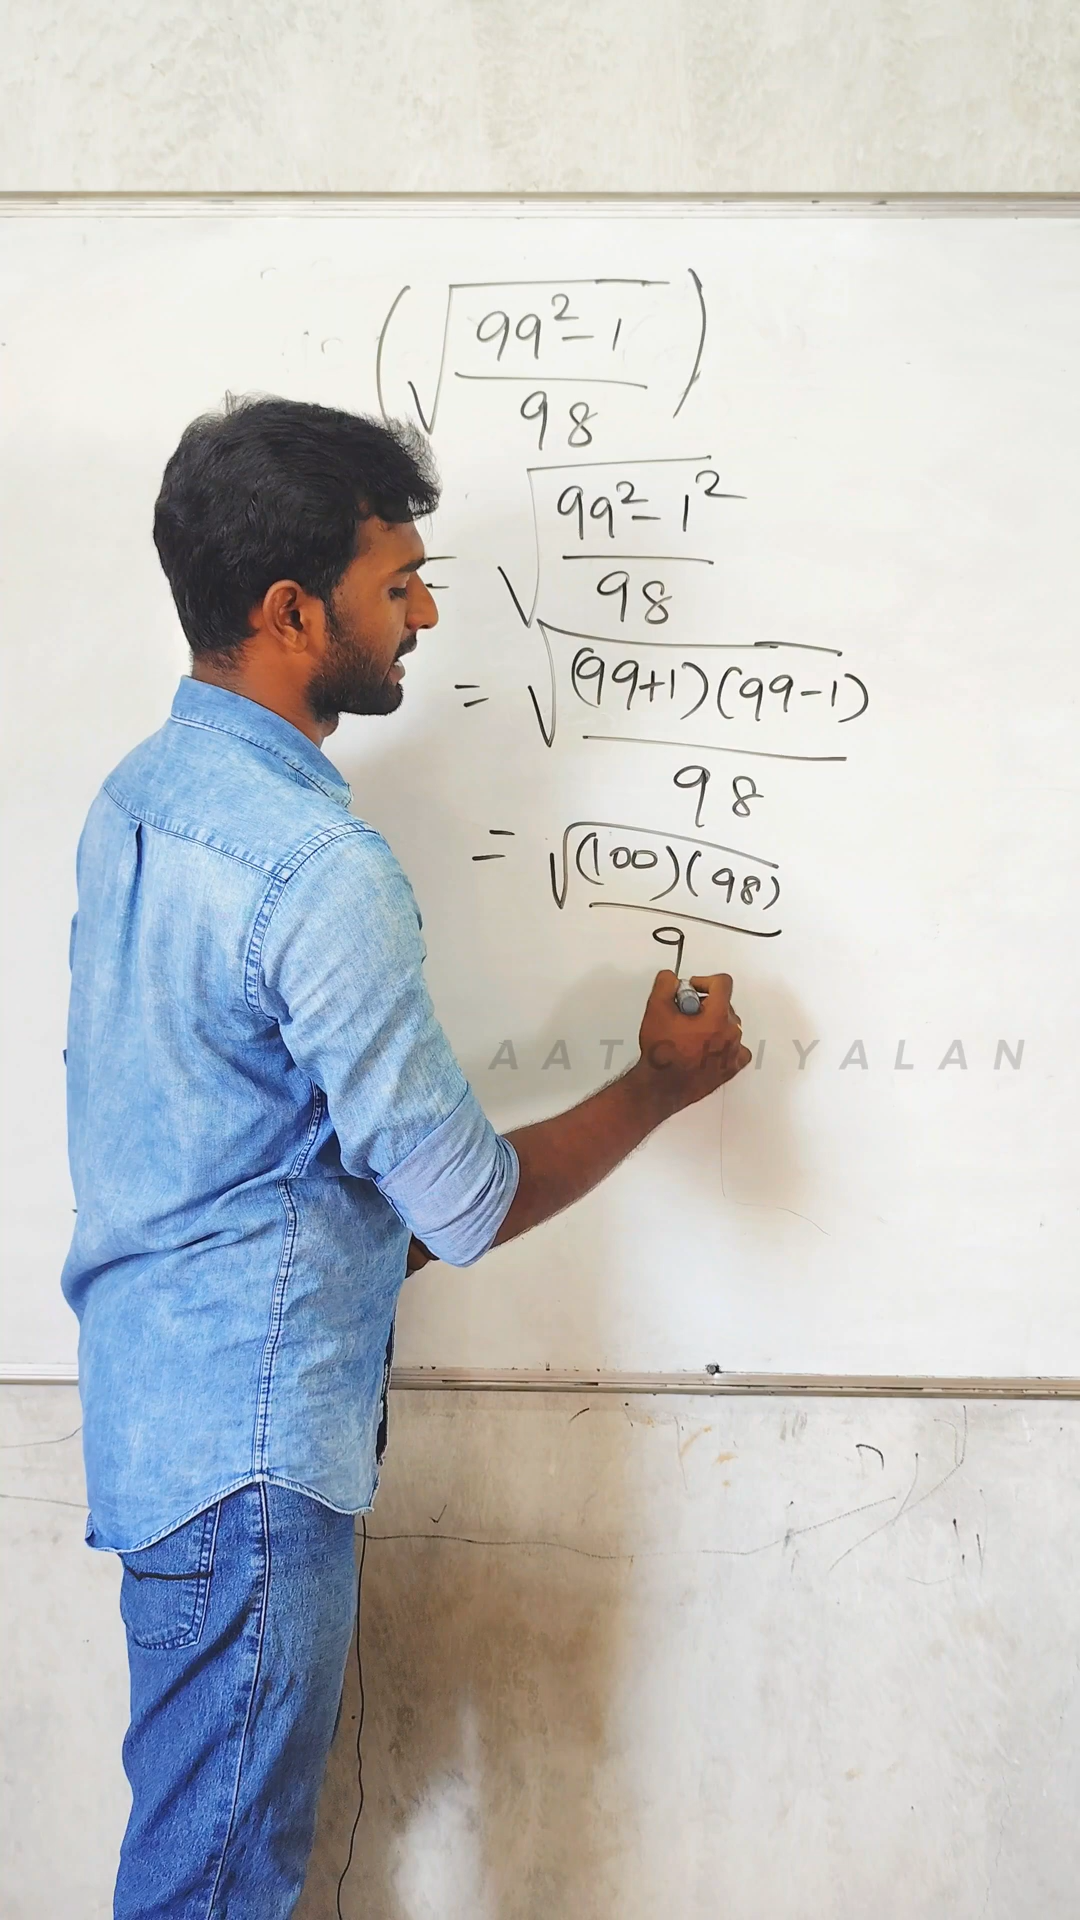 (√(99²-1)/98)
= √(99²-1²)/98
= √(99+1)(99-1)/98
= √(100)(98)/9
AATCHIYALAN